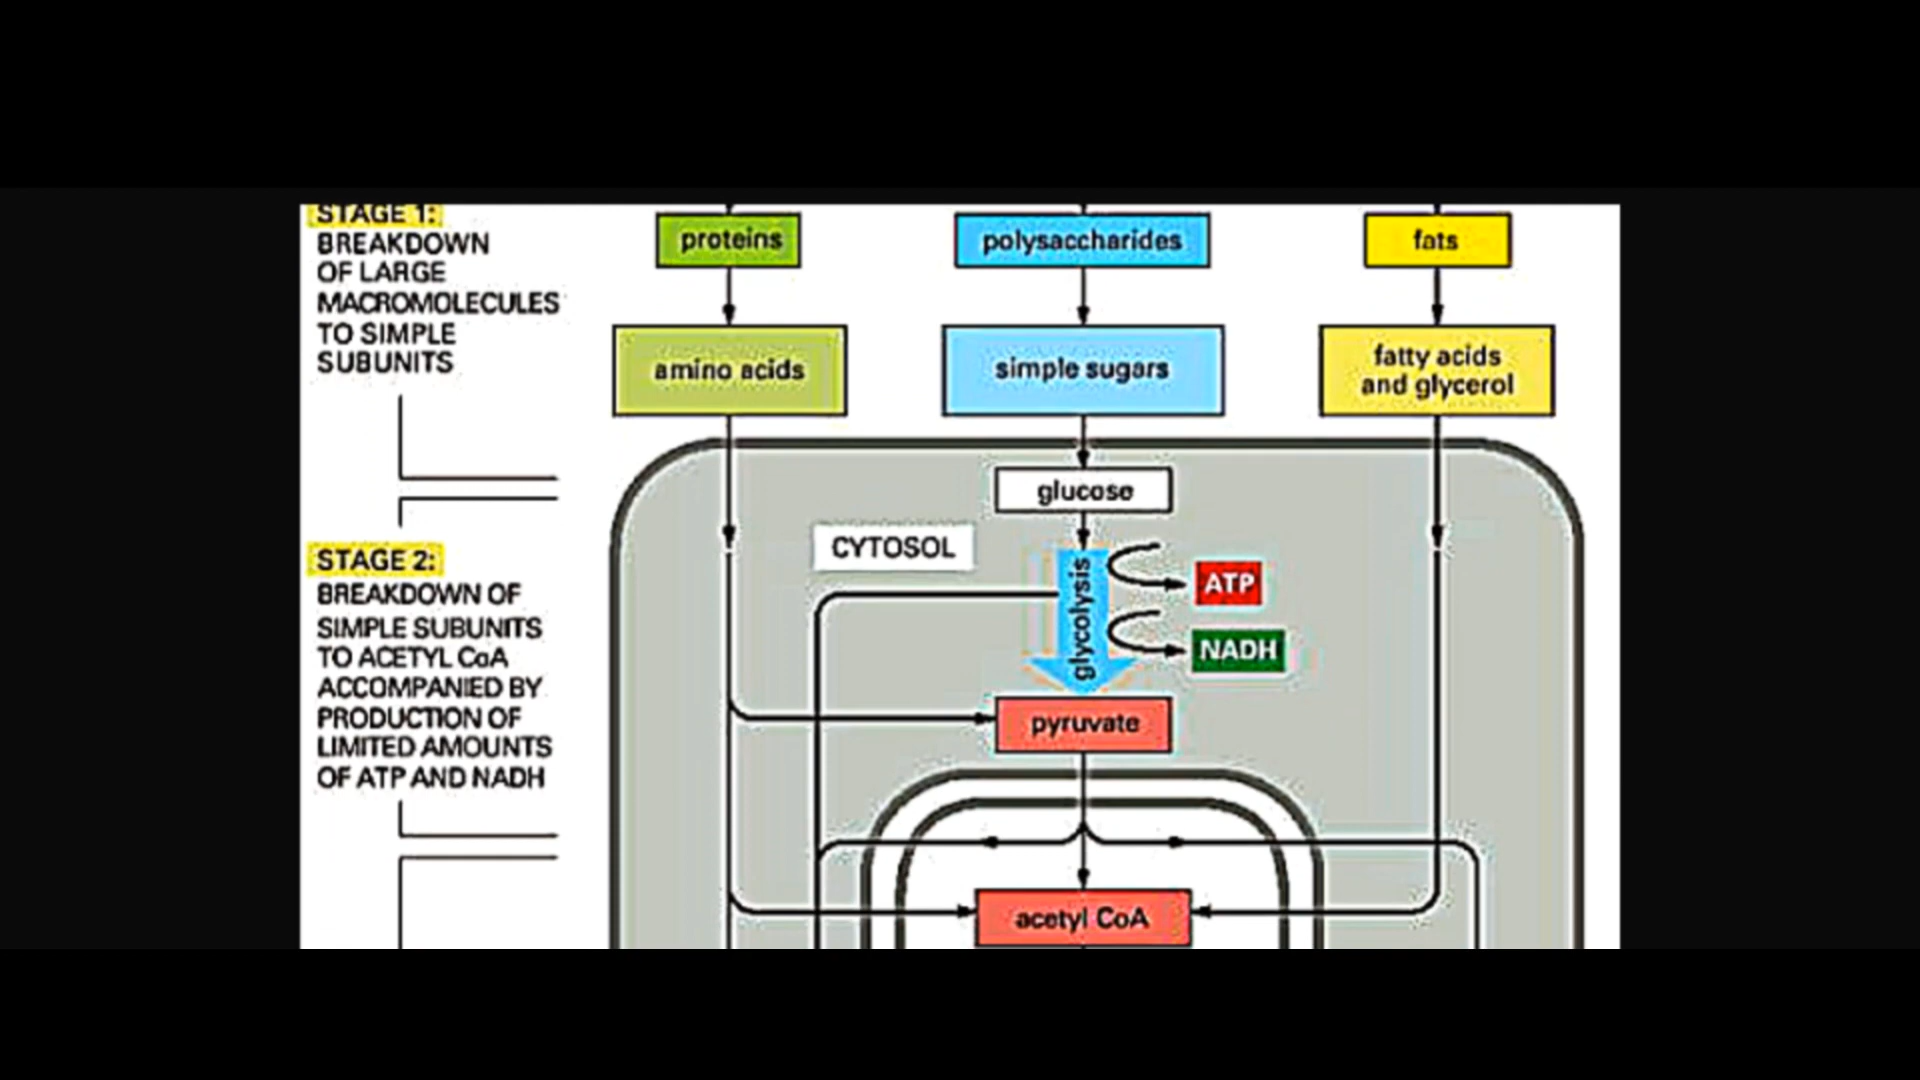 STAGE 1:
BREAKDOWN
OF LARGE
MACROMOLECULES
TO SIMPLE
SUBUNITS
proteins
polysaccharides
fats
amino acids
simple sugars
fatty acids
and glycerol
glucose
CYTOSOL
glycolysis
ATP
NADH
STAGE 2:
BREAKDOWN OF
SIMPLE SUBUNITS
TO ACETYL CoA
ACCOMPANIED BY
PRODUCTION OF
LIMITED AMOUNTS
OF ATP AND NADH
pyruvate
acetyl CoA